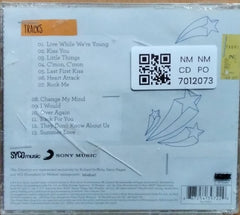 TRACKS
01. Live While We're Young
02. Kiss You
03. Little Things
04. C'mon, C'mon
05. Last First Kiss
06. Heart Attack
07. Rock Me
08. Change My Mind
09. I Would
10. Over Again
11. Back For You
12. They Don't Know About Us
13. Summer Love
NM NM
CD PO
7012073
syco music
SONY MUSIC